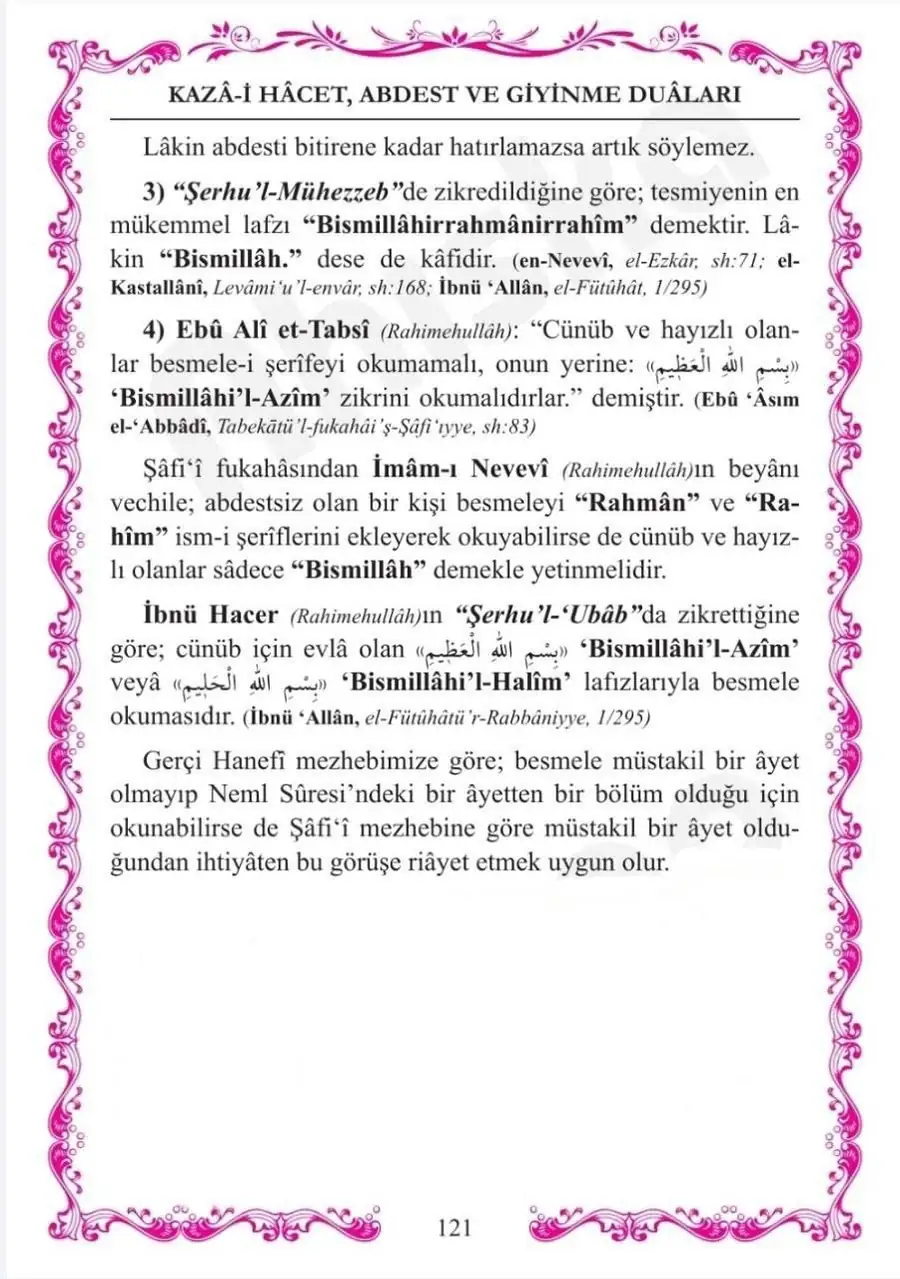 KAZÂ-İ HÂCET, ABDEST VE GİYİNME DUÂLARI
Lâkin abdesti bitirene kadar hatırlamazsa artık söylemez.
3) “Şerhu’l-Mühezzeb”de zikredildiğine göre; tesmiyenin en
mükemmel lafzı “Bismillâhirrahmânirrahîm” demektir. Lâ-
kin “Bismillâh.” dese de kâfidir. (en-Nevevî, el-Ezkâr, sh:71; el-
Kastallânî, Levâmi‘u’l-envâr, sh:168; İbnü ‘Allân, el-Fütûhât, 1/295)
4) Ebû Alî et-Tabsî (Rahimehullâh): “Cünüb ve hayızlı olan-
lar besmele-i şerîfeyi okumamalı, onun yerine: «بِسْمِ اللهِ الْعَظِيمِ»
‘Bismillâhi’l-Azîm’ zikrini okumalıdırlar.” demiştir. (Ebû ‘Âsım
el-‘Abbâdî, Tabekātü’l-fukahâi’ş-Şâfi‘ıyye, sh:83)
Şâfi‘î fukahâsından İmâm-ı Nevevî (Rahimehullâh)ın beyânı
vechile; abdestsiz olan bir kişi besmeleyi “Rahmân” ve “Ra-
hîm” ism-i şerîflerini ekleyerek okuyabilirse de cünüb ve hayız-
lı olanlar sâdece “Bismillâh” demekle yetinmelidir.
İbnü Hacer (Rahimehullâh)ın “Şerhu’l-‘Ubâb”da zikrettiğine
göre; cünüb için evlâ olan «بِسْمِ اللهِ الْعَظِيمِ» ‘Bismillâhi’l-Azîm’
veyâ «بِسْمِ اللهِ الْحَلِيمِ» ‘Bismillâhi’l-Halîm’ lafızlarıyla besmele
okumasıdır. (İbnü ‘Allân, el-Fütûhâtü’r-Rabbâniyye, 1/295)
Gerçi Hanefî mezhebimize göre; besmele müstakil bir âyet
olmayıp Neml Sûresi’ndeki bir âyetten bir bölüm olduğu için
okunabilirse de Şâfi‘î mezhebine göre müstakil bir âyet oldu-
ğundan ihtiyâten bu görüşe riâyet etmek uygun olur.
121